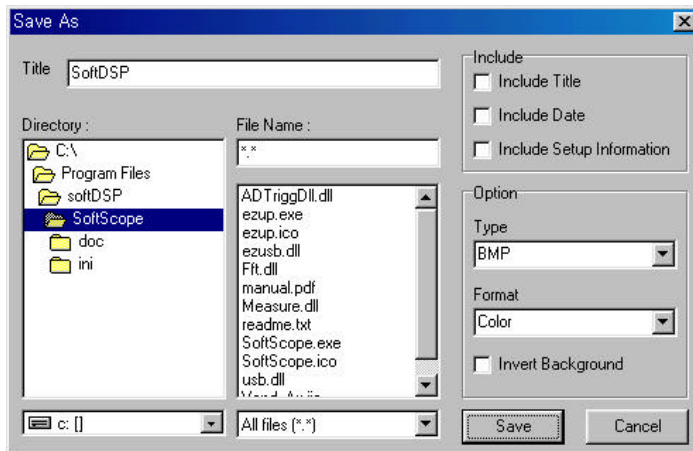 Save As
Title
SoftDSP
Directory :
C:\
Program Files
softDSP
SoftScope
doc
ini
c: []
File Name :
*.*
ADTriggDll.dll
ezup.exe
ezup.ico
ezusb.dll
Fft.dll
manual.pdf
Measure.dll
readme.txt
SoftScope.exe
SoftScope.ico
usb.dll
All files (*.*)
Include
Include Title
Include Date
Include Setup Information
Option
Type
BMP
Format
Color
Invert Background
Save
Cancel